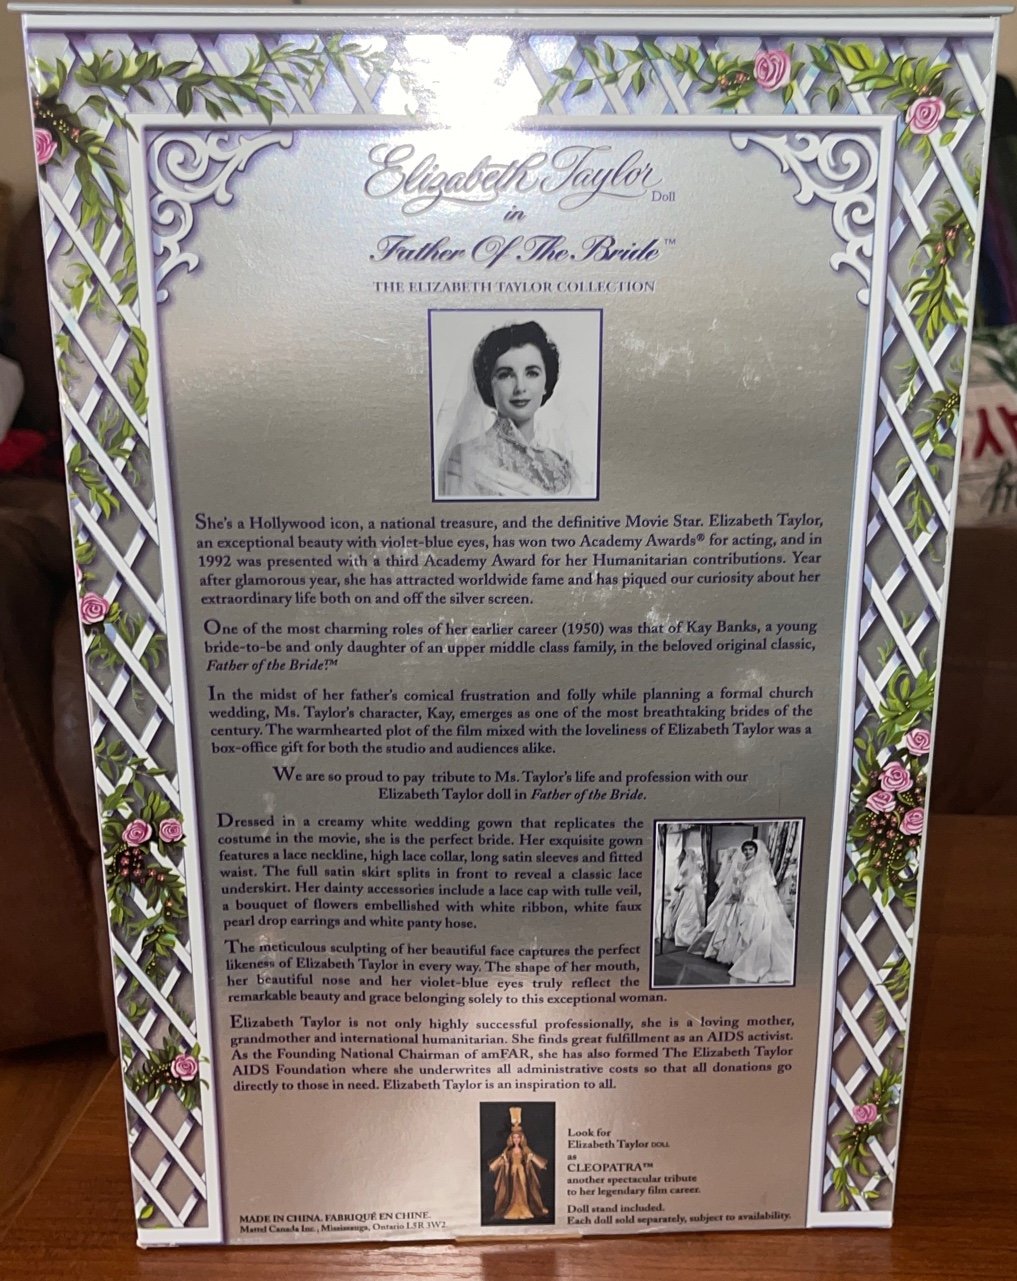 Elizabeth Taylor
Doll
in
Father Of The Bride™
THE ELIZABETH TAYLOR COLLECTION
She's a Hollywood icon, a national treasure, and the definitive Movie Star. Elizabeth Taylor,
an exceptional beauty with violet-blue eyes, has won two Academy Awards® for acting, and in
1992 was presented with a third Academy Award for her Humanitarian contributions. Year
after glamorous year, she has attracted worldwide fame and has piqued our curiosity about her
extraordinary life both on and off the silver screen.
One of the most charming roles of her earlier career (1950) was that of Kay Banks, a young
bride-to-be and only daughter of an upper middle class family, in the beloved original classic,
Father of the Bride.™
In the midst of her father's comical frustration and folly while planning a formal church
wedding, Ms. Taylor's character, Kay, emerges as one of the most breathtaking brides of the
century. The warmhearted plot of the film mixed with the loveliness of Elizabeth Taylor was a
box-office gift for both the studio and audiences alike.
We are so proud to pay tribute to Ms. Taylor's life and profession with our
Elizabeth Taylor doll in Father of the Bride.
Dressed in a creamy white wedding gown that replicates the
costume in the movie, she is the perfect bride. Her exquisite gown
features a lace neckline, high lace collar, long satin sleeves and fitted
waist. The full satin skirt splits in front to reveal a classic lace
underskirt. Her dainty accessories include a lace cap with tulle veil,
a bouquet of flowers embellished with white ribbon, white faux
pearl drop earrings and white panty hose.
The meticulous sculpting of her beautiful face captures the perfect
likeness of Elizabeth Taylor in every way. The shape of her mouth,
her beautiful nose and her violet-blue eyes truly reflect the
remarkable beauty and grace belonging solely to this exceptional woman.
Elizabeth Taylor is not only highly successful professionally, she is a loving mother,
grandmother and international humanitarian. She finds great fulfillment as an AIDS activist.
As the Founding National Chairman of amFAR, she has also formed The Elizabeth Taylor
AIDS Foundation where she underwrites all administrative costs so that all donations go
directly to those in need. Elizabeth Taylor is an inspiration to all.
Look for
Elizabeth Taylor DOLL
as
CLEOPATRA™
another spectacular tribute
to her legendary film career.
Doll stand included.
Each doll sold separately, subject to availability.
MADE IN CHINA. FABRIQUÉ EN CHINE.
Mattel Canada Inc., Mississauga, Ontario L5R 3W2